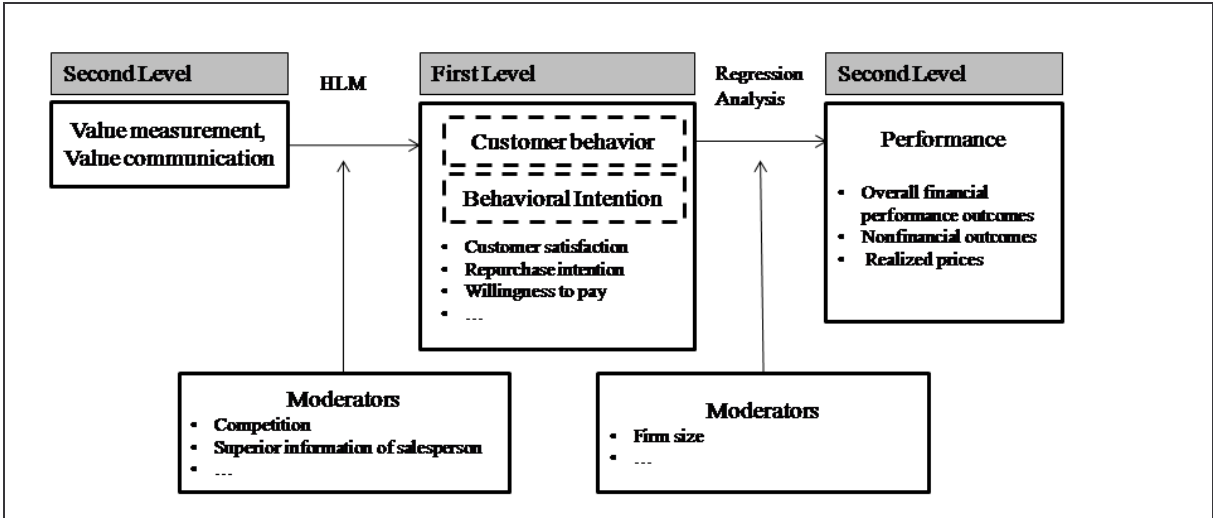 Second Level
HLM
First Level
Regression
Analysis
Second Level
Value measurement,
Value communication
Customer behavior
Behavioral Intention
• Customer satisfaction
• Repurchase intention
• Willingness to pay
• ...
Performance
• Overall financial
performance outcomes
• Nonfinancial outcomes
• Realized prices
Moderators
• Competition
• Superior information of salesperson
• ...
Moderators
• Firm size
• ...